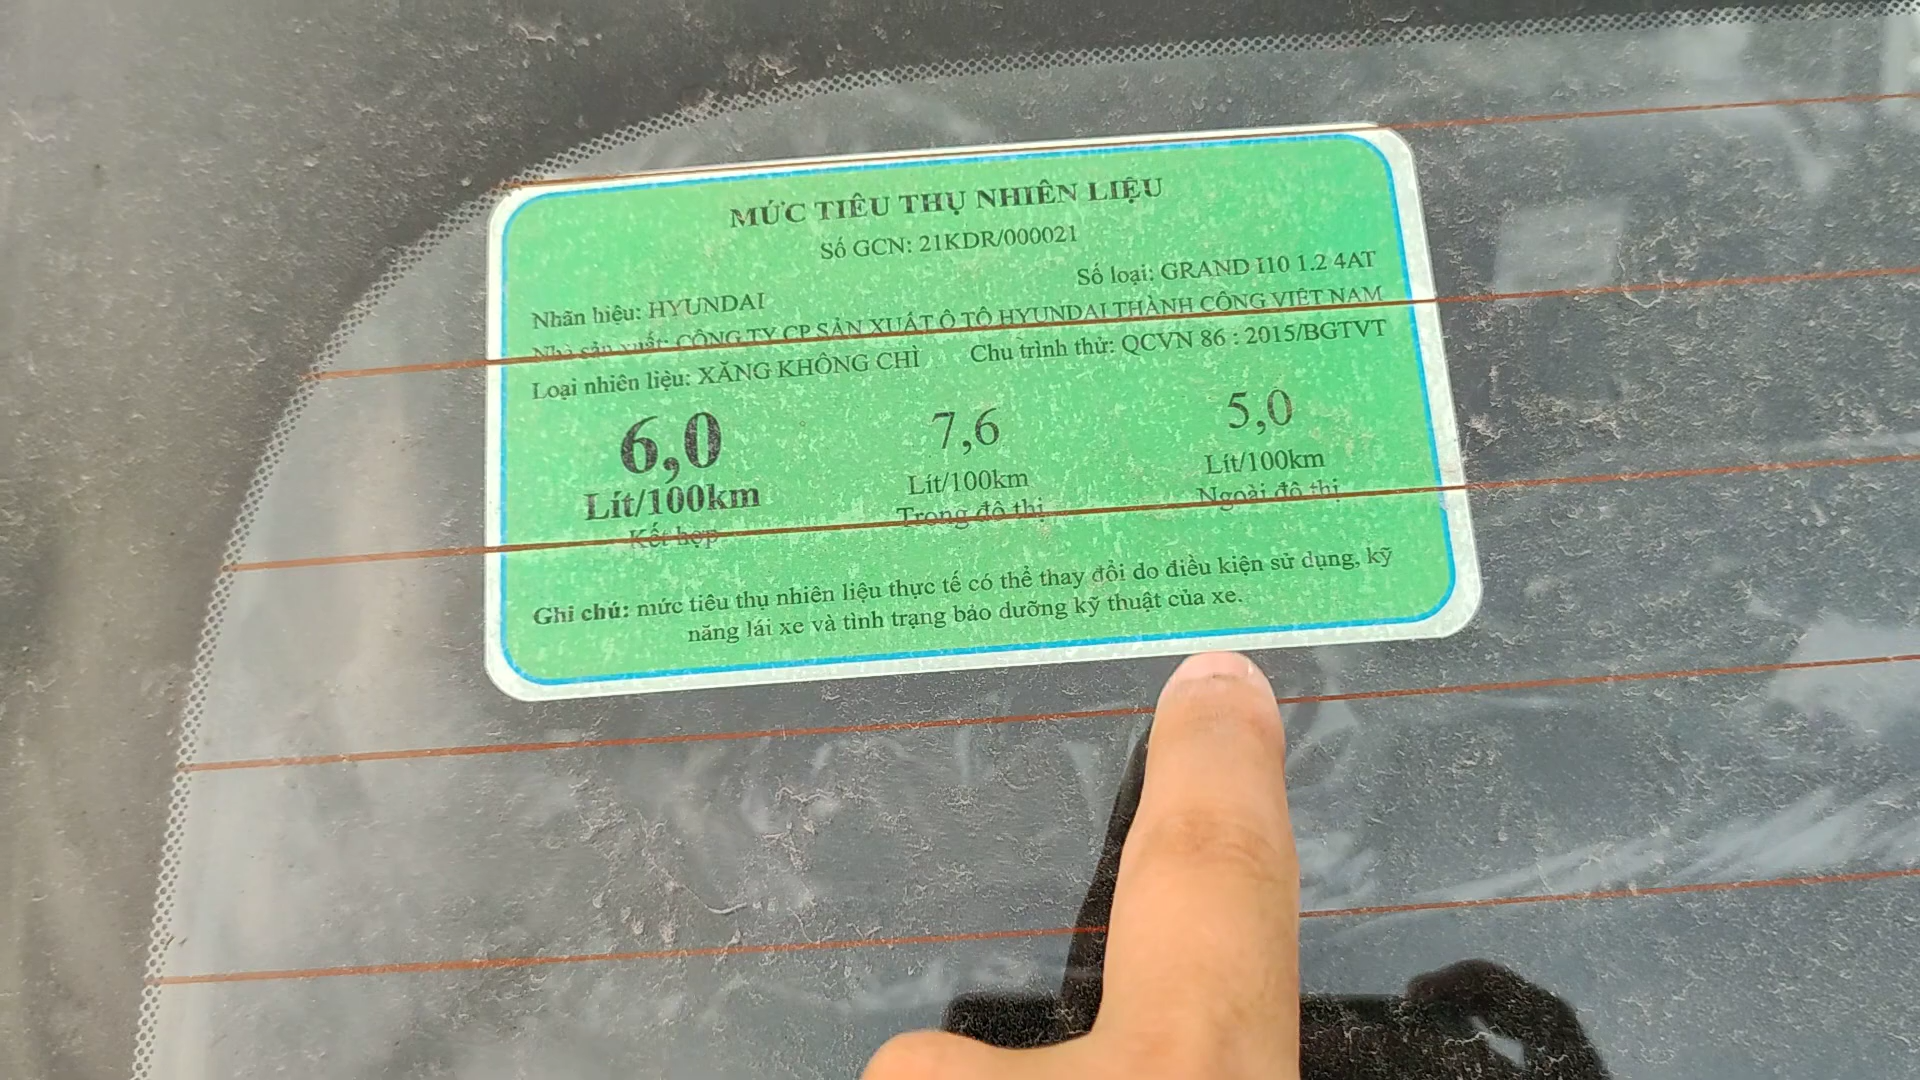 MỨC TIÊU THỤ NHIÊN LIỆU
Số GCN: 21KDR/000021
Nhãn hiệu: HYUNDAI Số loại: GRAND I10 1.2 4AT
Nhà sản xuất: CÔNG TY CP SẢN XUẤT Ô TÔ HYUNDAI THÀNH CÔNG VIỆT NAM
Loại nhiên liệu: XĂNG KHÔNG CHÌ Chu trình thử: QCVN 86 : 2015/BGTVT
6,0 7,6 5,0
Lít/100km Lít/100km Lít/100km
Kết hợp Trong đô thị Ngoài đô thị
Ghi chú: mức tiêu thụ nhiên liệu thực tế có thể thay đổi do điều kiện sử dụng, kỹ
năng lái xe và tình trạng bảo dưỡng kỹ thuật của xe.